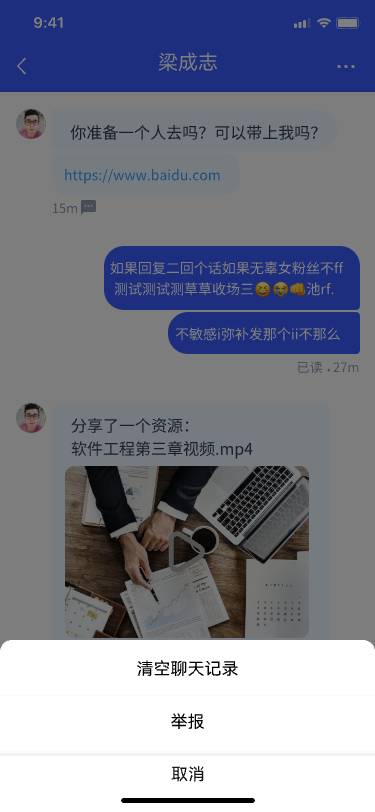 9:41
梁成志
你准备一个人去吗？可以带上我吗？
https://www.baidu.com
15m
如果回复二回个话如果无辜女粉丝不ff
测试测试测草草收场三😆😝👊池rf.
不敏感i弥补发那个ii不那么
已读 · 27m
分享了一个资源：
软件工程第三章视频.mp4
清空聊天记录
举报
取消